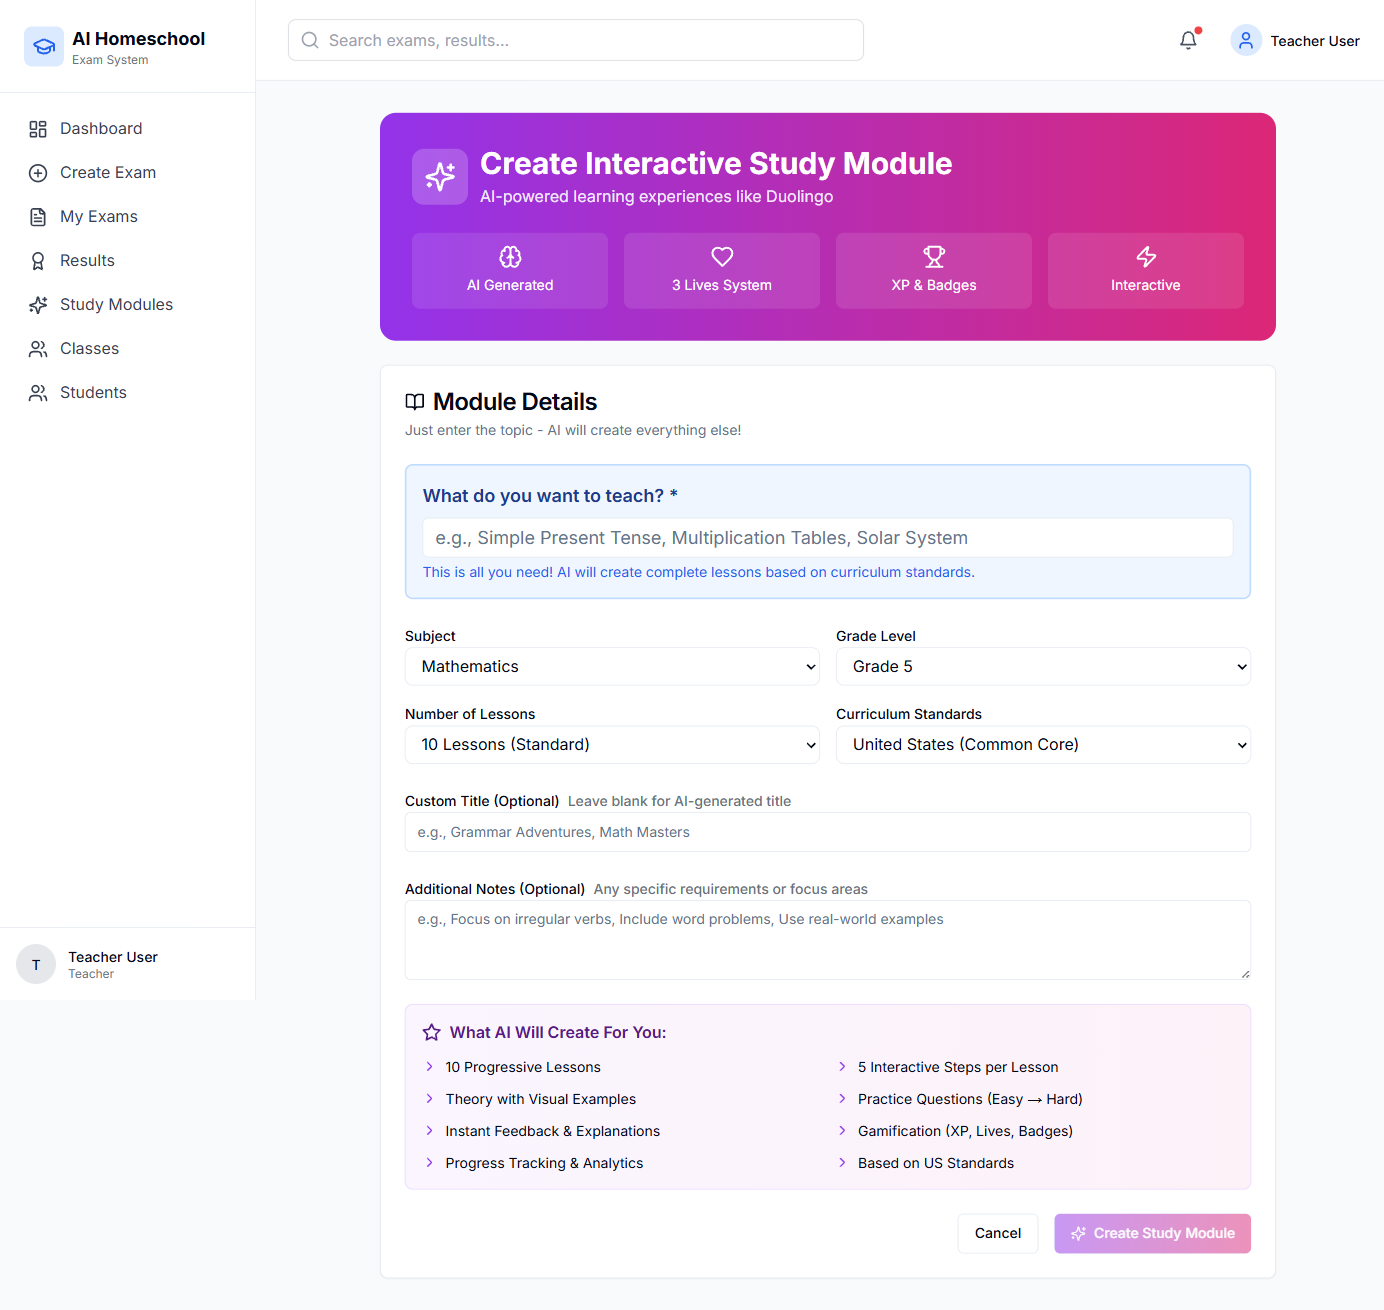 AI Homeschool
Exam System
Search exams, results...
Teacher User
Dashboard
Create Exam
My Exams
Results
Study Modules
Classes
Students
T
Teacher User
Teacher
Create Interactive Study Module
AI-powered learning experiences like Duolingo
AI Generated
3 Lives System
XP & Badges
Interactive
Module Details
Just enter the topic - AI will create everything else!
What do you want to teach? *
e.g., Simple Present Tense, Multiplication Tables, Solar System
This is all you need! AI will create complete lessons based on curriculum standards.
Subject
Mathematics
Grade Level
Grade 5
Number of Lessons
10 Lessons (Standard)
Curriculum Standards
United States (Common Core)
Custom Title (Optional) Leave blank for AI-generated title
e.g., Grammar Adventures, Math Masters
Additional Notes (Optional) Any specific requirements or focus areas
e.g., Focus on irregular verbs, Include word problems, Use real-world examples
What AI Will Create For You:
10 Progressive Lessons
5 Interactive Steps per Lesson
Theory with Visual Examples
Practice Questions (Easy → Hard)
Instant Feedback & Explanations
Gamification (XP, Lives, Badges)
Progress Tracking & Analytics
Based on US Standards
Cancel
Create Study Module